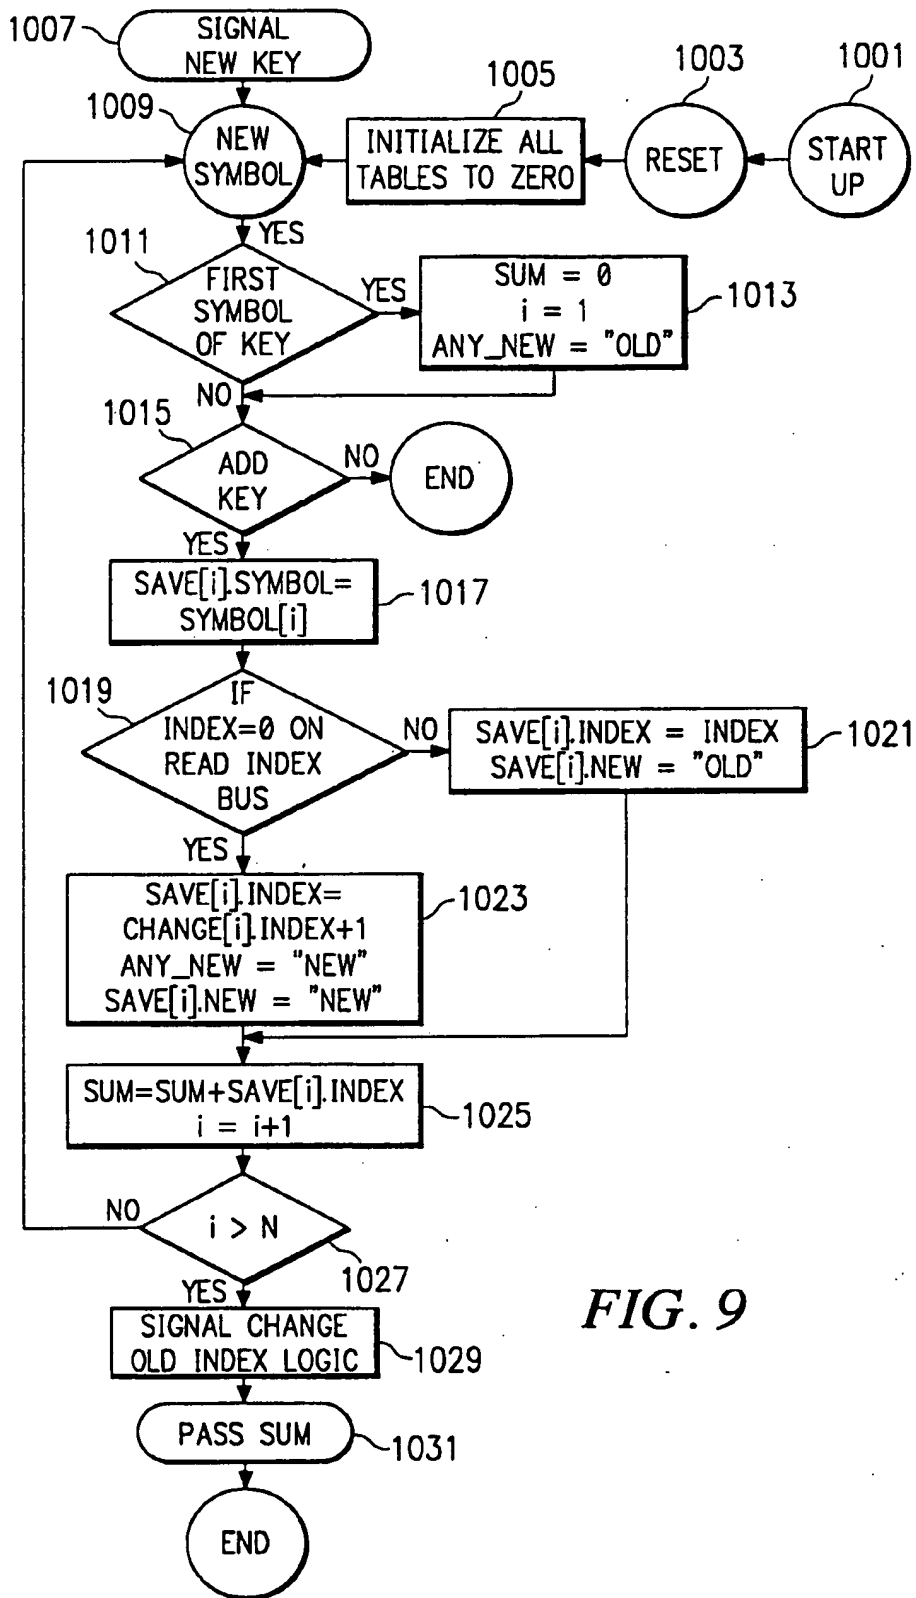 1007
SIGNAL
NEW KEY
1009
NEW
SYMBOL
1005
INITIALIZE ALL
TABLES TO ZERO
1003
RESET
1001
START
UP
YES
1011
FIRST
SYMBOL
OF KEY
YES
SUM = 0
i = 1
ANY_NEW = "OLD"
1013
NO
1015
ADD
KEY
NO
END
YES
SAVE[i].SYMBOL=
SYMBOL[i]
1017
1019
IF
INDEX=0 ON
READ INDEX
BUS
NO
SAVE[i].INDEX = INDEX
SAVE[i].NEW = "OLD"
1021
YES
SAVE[i].INDEX=
CHANGE[i].INDEX+1
ANY_NEW = "NEW"
SAVE[i].NEW = "NEW"
1023
SUM=SUM+SAVE[i].INDEX
i = i+1
1025
NO
i > N
1027
YES
SIGNAL CHANGE
OLD INDEX LOGIC
1029
PASS SUM
1031
END
FIG. 9